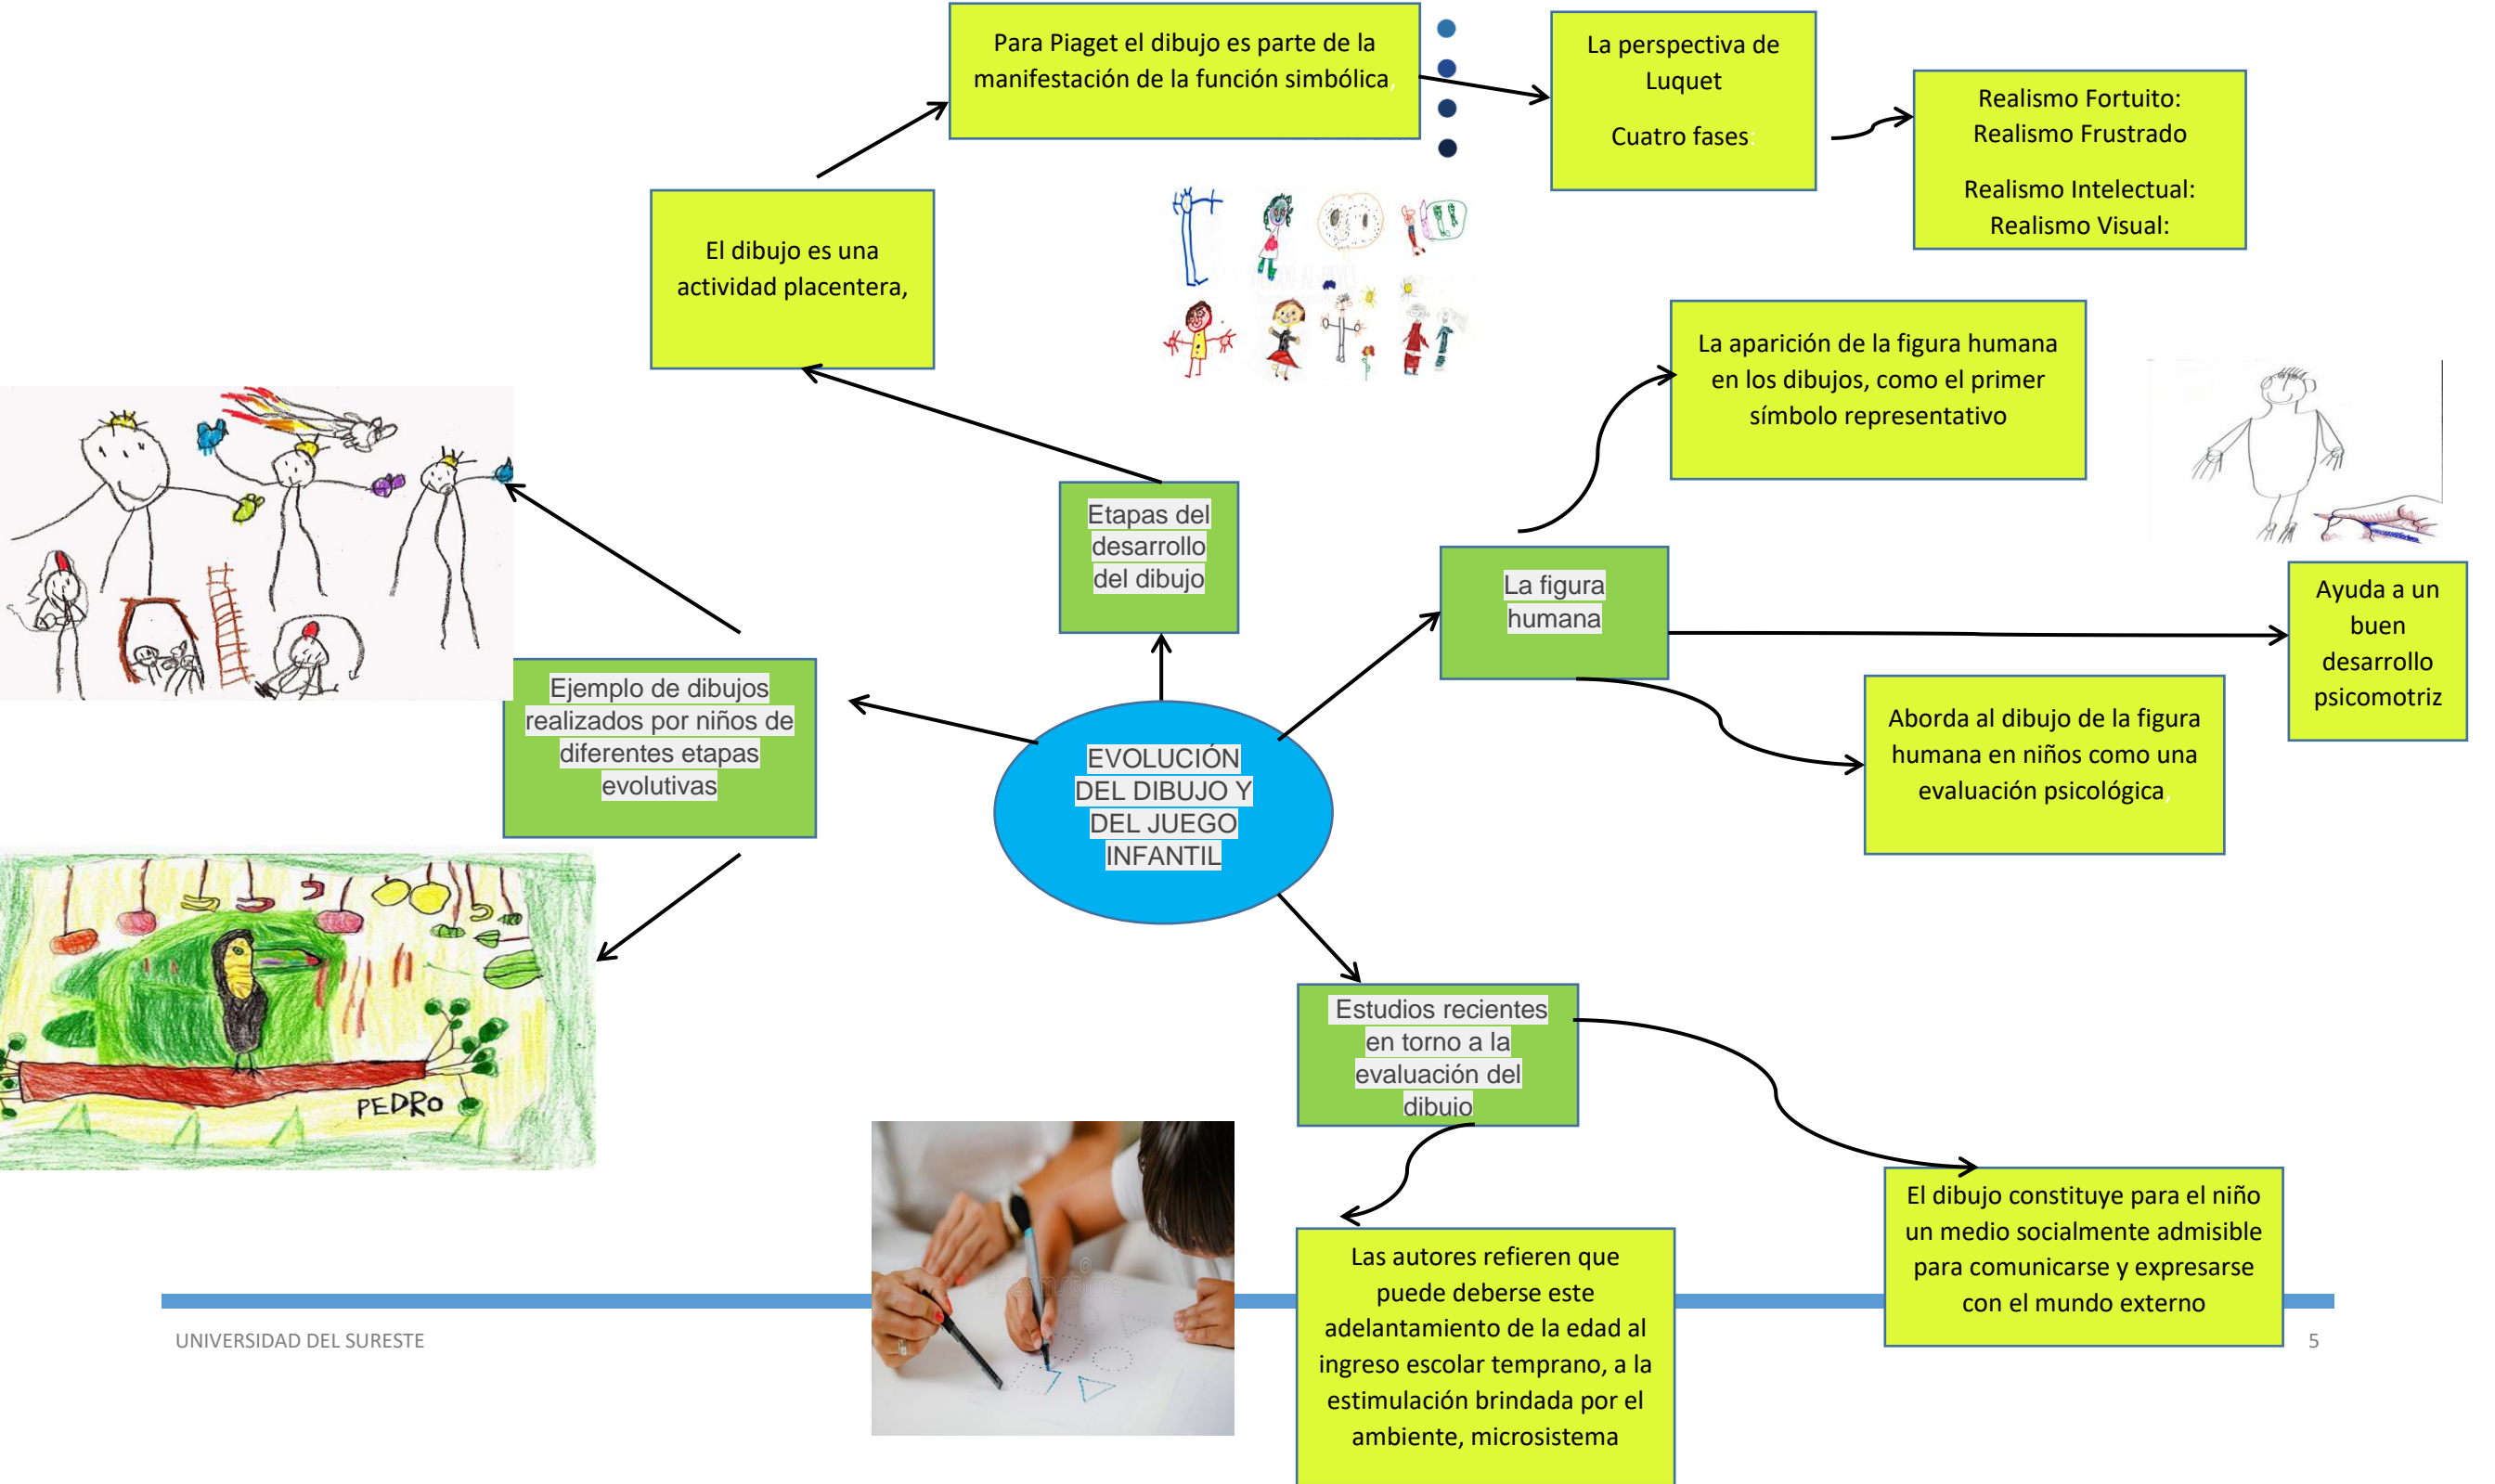 Para Piaget el dibujo es parte de la
manifestación de la función simbólica,
La perspectiva de
Luquet
Cuatro fases:
Realismo Fortuito:
Realismo Frustrado
Realismo Intelectual:
Realismo Visual:
El dibujo es una
actividad placentera,
La aparición de la figura humana
en los dibujos, como el primer
símbolo representativo
Etapas del
desarrollo
del dibujo
La figura
humana
Ayuda a un
buen
desarrollo
psicomotriz
Aborda al dibujo de la figura
humana en niños como una
evaluación psicológica,
Ejemplo de dibujos
realizados por niños de
diferentes etapas
evolutivas
EVOLUCIÓN
DEL DIBUJO Y
DEL JUEGO
INFANTIL
PEDRO
Estudios recientes
en torno a la
evaluación del
dibujo
El dibujo constituye para el niño
un medio socialmente admisible
para comunicarse y expresarse
con el mundo externo
Las autores refieren que
puede deberse este
adelantamiento de la edad al
ingreso escolar temprano, a la
estimulación brindada por el
ambiente, microsistema
UNIVERSIDAD DEL SURESTE
5